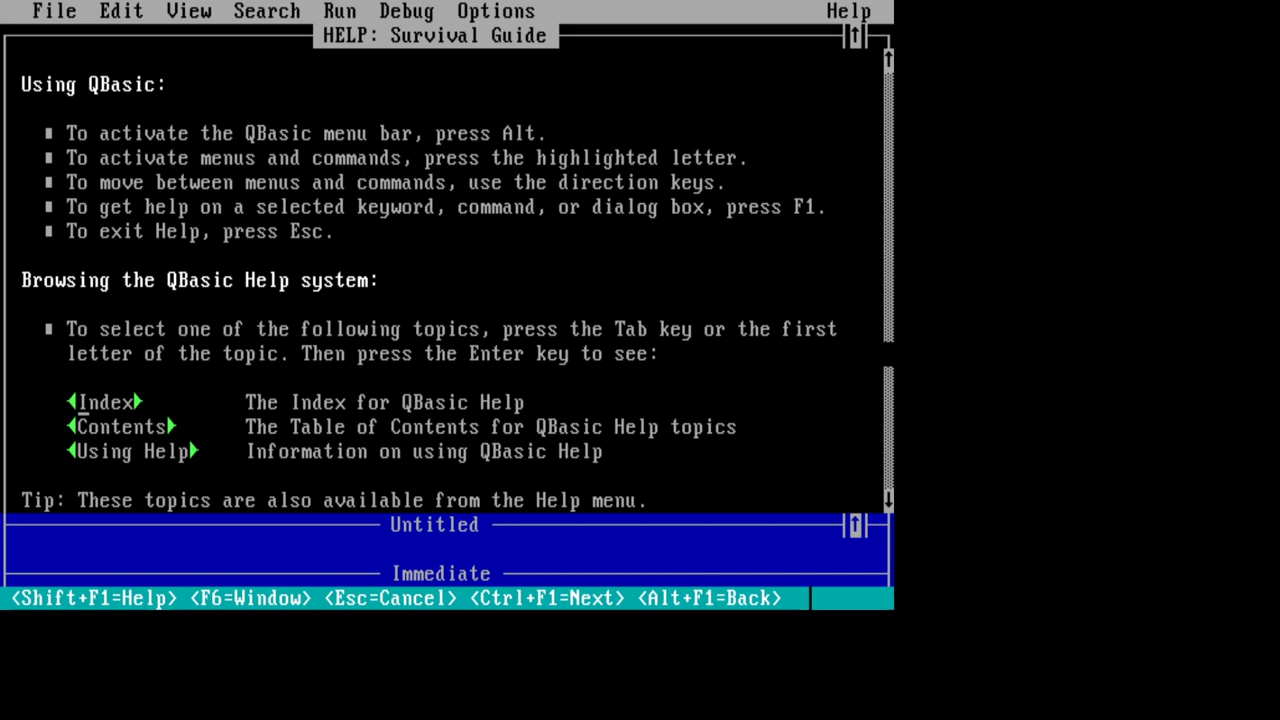 File Edit View Search Run Debug Options Help
HELP: Survival Guide
Using QBasic:
To activate the QBasic menu bar, press Alt.
To activate menus and commands, press the highlighted letter.
To move between menus and commands, use the direction keys.
To get help on a selected keyword, command, or dialog box, press F1.
To exit Help, press Esc.
Browsing the QBasic Help system:
To select one of the following topics, press the Tab key or the first
letter of the topic. Then press the Enter key to see:
Index The Index for QBasic Help
Contents The Table of Contents for QBasic Help topics
Using Help Information on using QBasic Help
Tip: These topics are also available from the Help menu.
Untitled
Immediate
<Shift+F1=Help> <F6=Window> <Esc=Cancel> <Ctrl+F1=Next> <Alt+F1=Back>